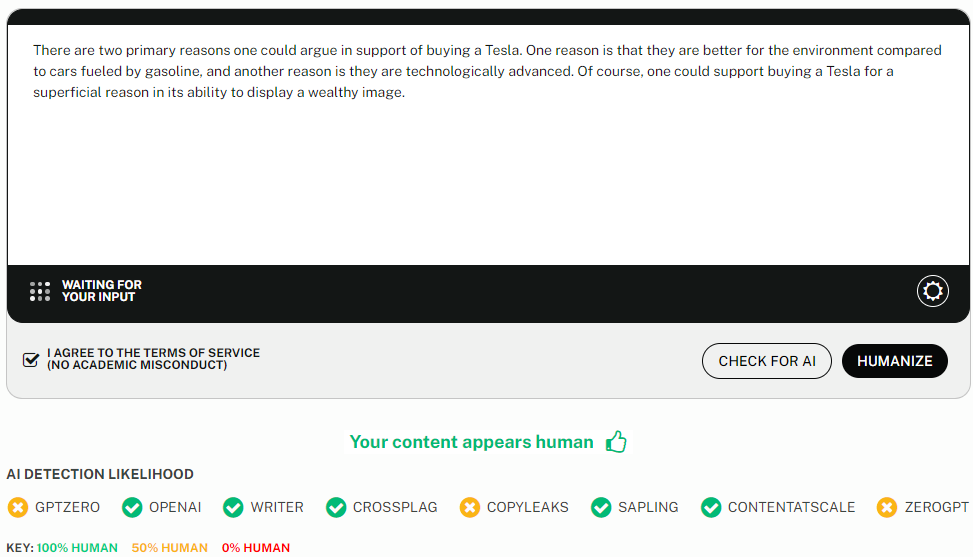 There are two primary reasons one could argue in support of buying a Tesla. One reason is that they are better for the environment compared
to cars fueled by gasoline, and another reason is they are technologically advanced. Of course, one could support buying a Tesla for a
superficial reason in its ability to display a wealthy image.
WAITING FOR
YOUR INPUT
I AGREE TO THE TERMS OF SERVICE
(NO ACADEMIC MISCONDUCT)
CHECK FOR AI
HUMANIZE
Your content appears human
AI DETECTION LIKELIHOOD
GPTZERO OPENAI WRITER CROSSPLAG COPYLEAKS SAPLING CONTENTATSCALE ZEROGPT
KEY: 100% HUMAN 50% HUMAN 0% HUMAN